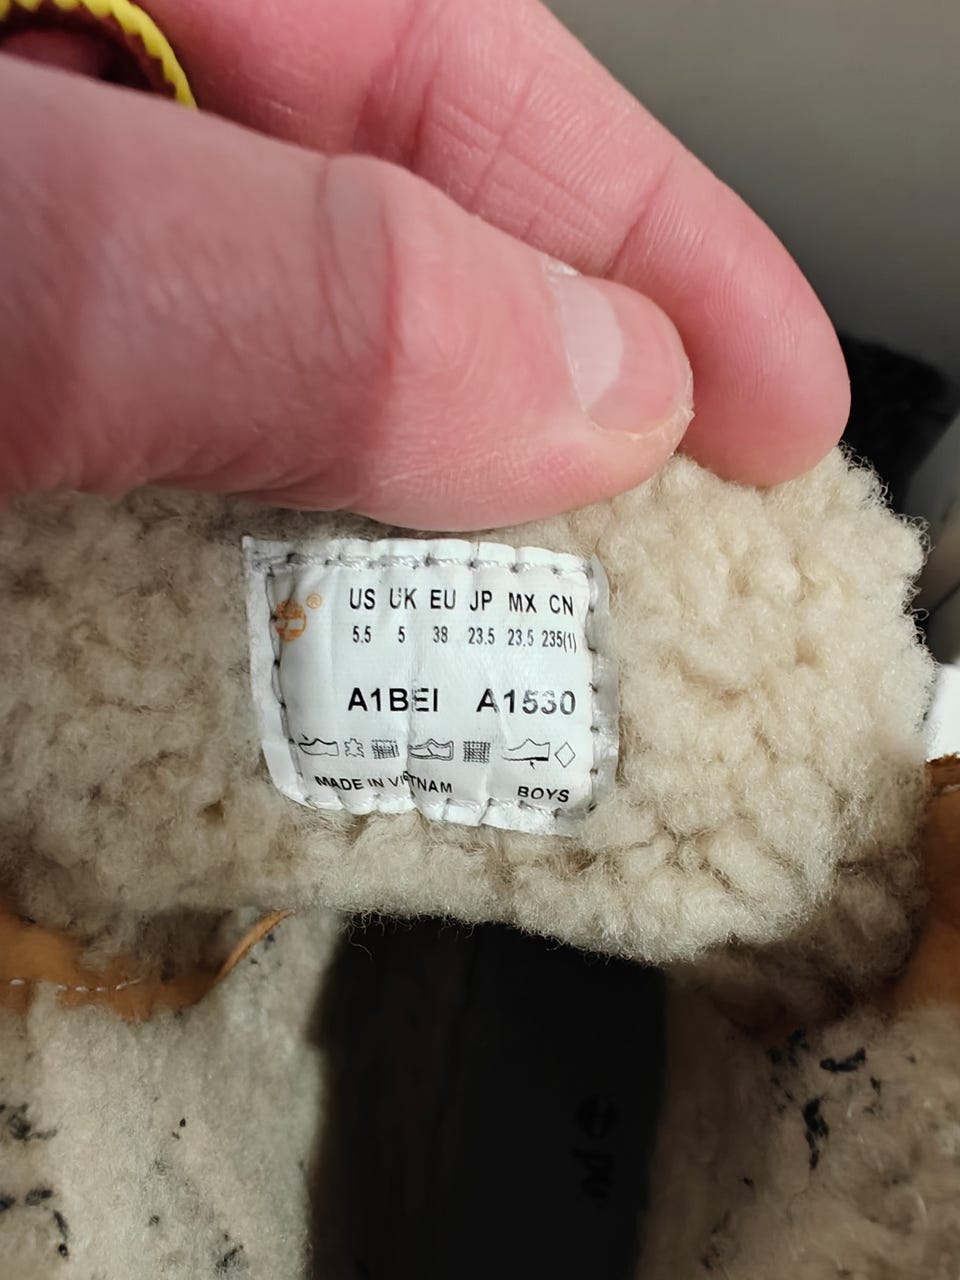 ®
US UK EU JP MX CN
5.5 5 38 23.5 23.5 235(1)
A1BEI A1530
MADE IN VIETNAM BOYS